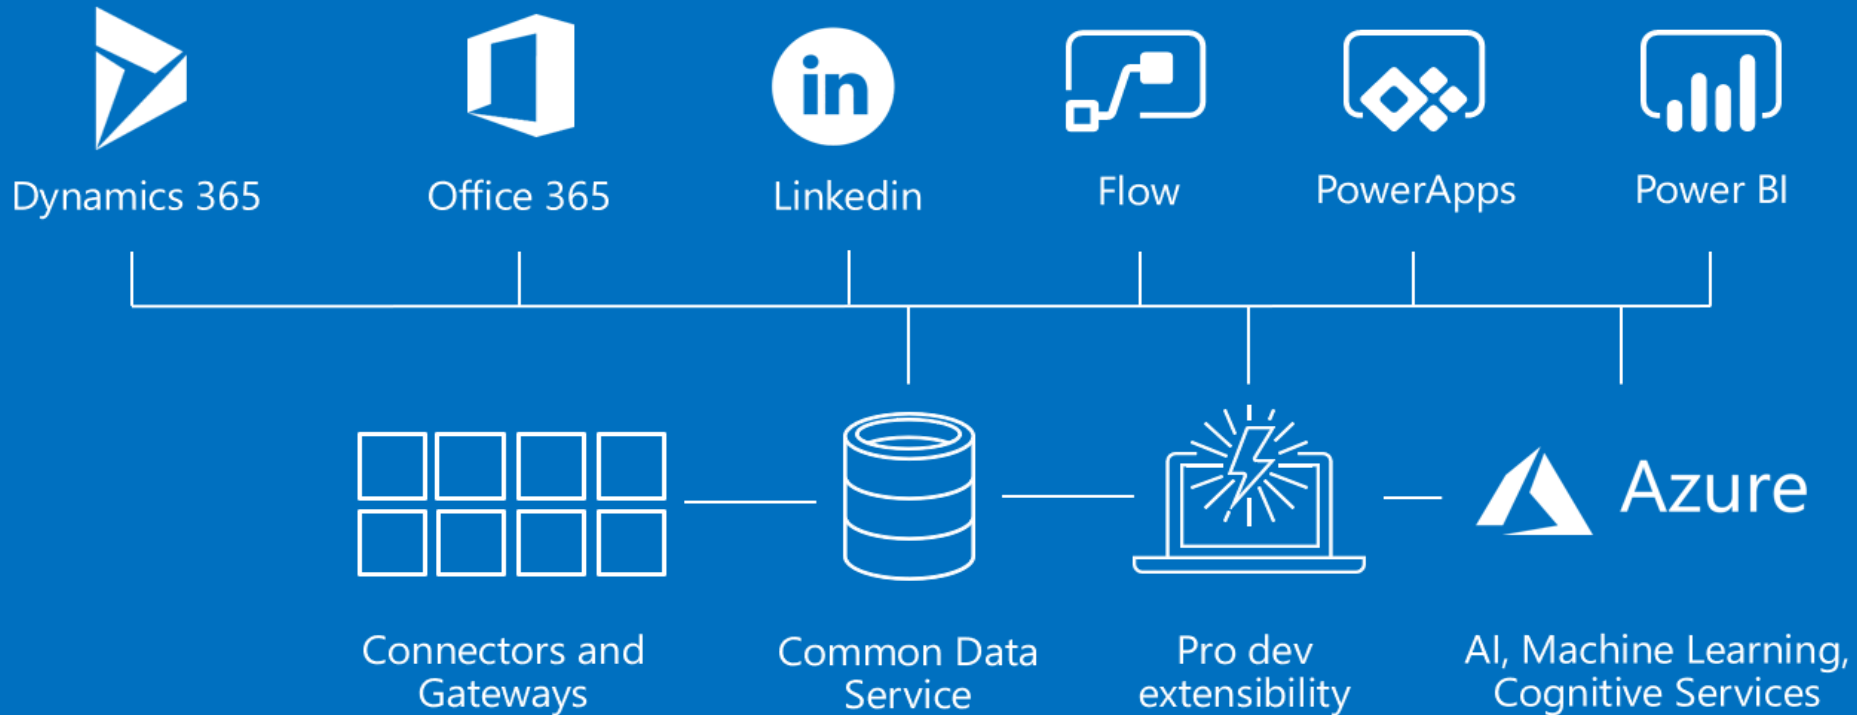 in
Dynamics 365
Office 365
Linkedin
Flow
PowerApps
Power BI
Azure
Connectors and
Gateways
Common Data
Service
Pro dev
extensibility
AI, Machine Learning,
Cognitive Services